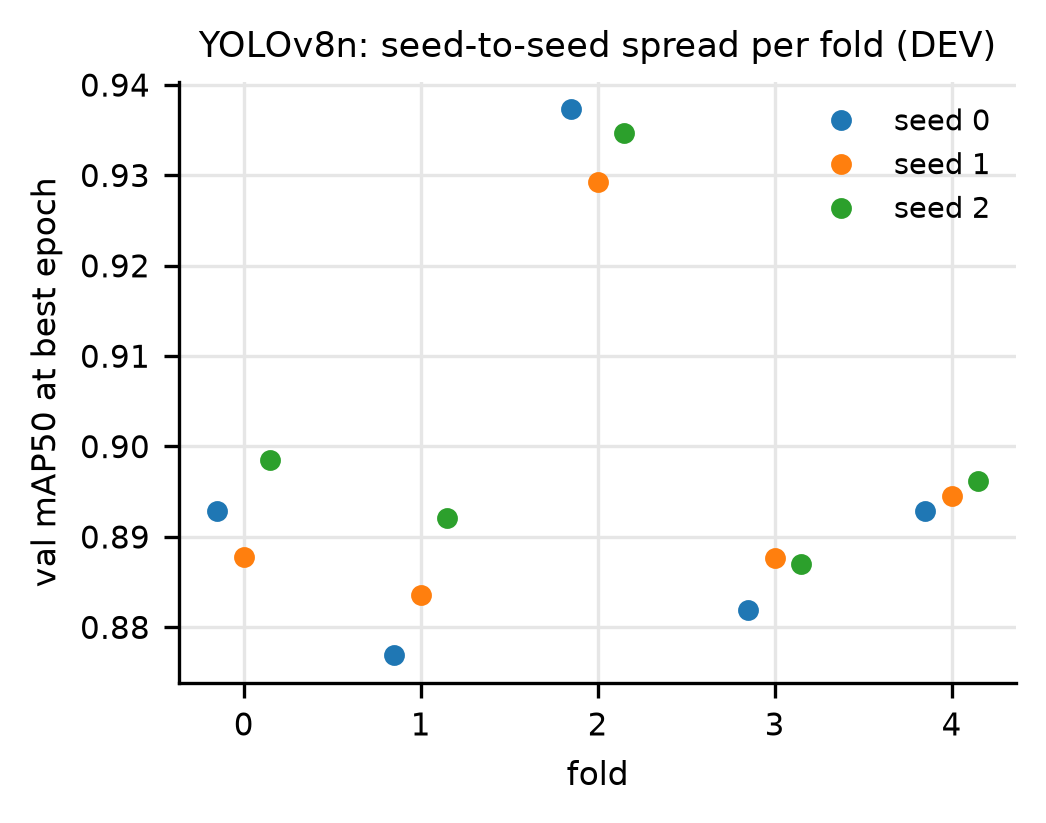 YOLOv8n: seed-to-seed spread per fold (DEV)
0.94
0.93
0.92
0.91
0.90
0.89
0.88
val mAP50 at best epoch
seed 0
seed 1
seed 2
0 1 2 3 4
fold